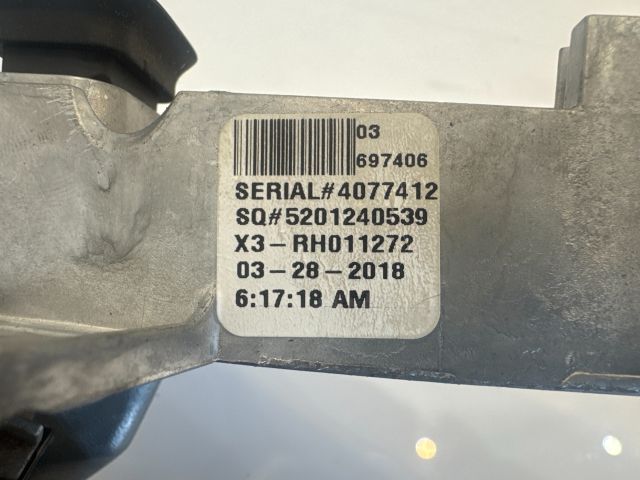 03
697406
SERIAL#4077412
SQ#5201240539
X3-RH011272
03-28-2018
6:17:18 AM